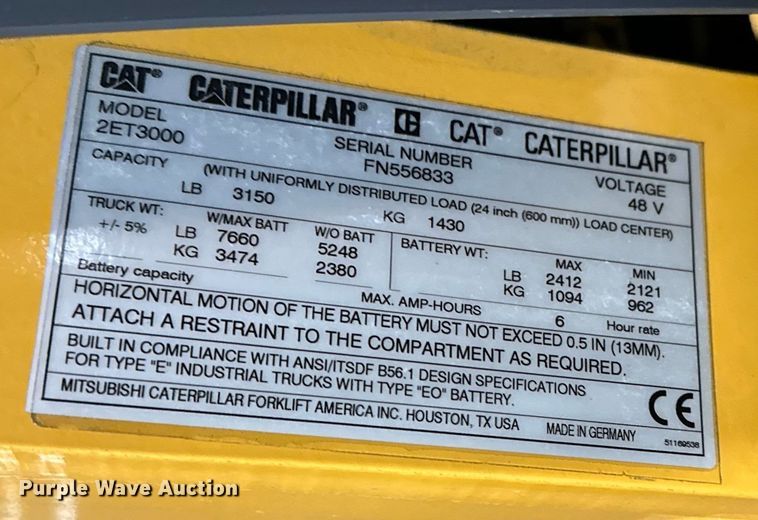 CAT® CATERPILLAR® CAT® CATERPILLAR®
MODEL SERIAL NUMBER VOLTAGE
2ET3000 FN556833 48 V
CAPACITY (WITH UNIFORMLY DISTRIBUTED LOAD (24 inch (600 mm)) LOAD CENTER)
LB 3150 KG 1430
TRUCK WT: W/MAX BATT W/O BATT BATTERY WT: MAX MIN
+/- 5% LB 7660 5248 LB 2412 2121
KG 3474 2380 KG 1094 962
Battery capacity MAX. AMP-HOURS 6 Hour rate
HORIZONTAL MOTION OF THE BATTERY MUST NOT EXCEED 0.5 IN (13MM).
ATTACH A RESTRAINT TO THE COMPARTMENT AS REQUIRED.
BUILT IN COMPLIANCE WITH ANSI/ITSDF B56.1 DESIGN SPECIFICATIONS
FOR TYPE "E" INDUSTRIAL TRUCKS WITH TYPE "EO" BATTERY.
CE
MITSUBISHI CATERPILLAR FORKLIFT AMERICA INC. HOUSTON, TX USA MADE IN GERMANY
51169538
Purple Wave Auction